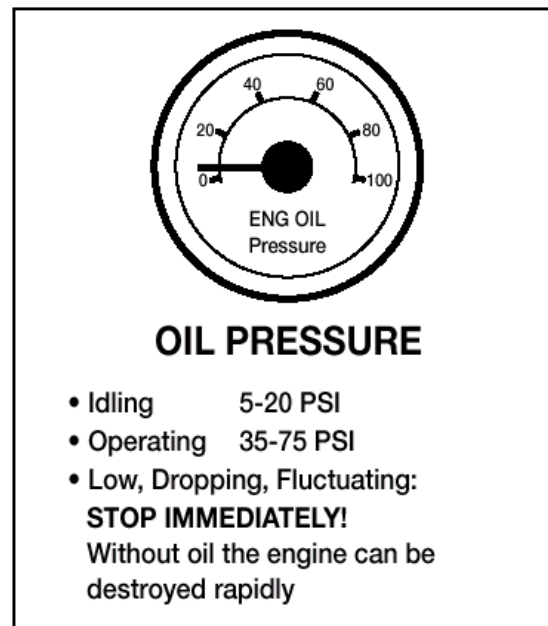 40 60
20 80
0 100
ENG OIL
Pressure
OIL PRESSURE
• Idling 5-20 PSI
• Operating 35-75 PSI
• Low, Dropping, Fluctuating:
STOP IMMEDIATELY!
Without oil the engine can be
destroyed rapidly